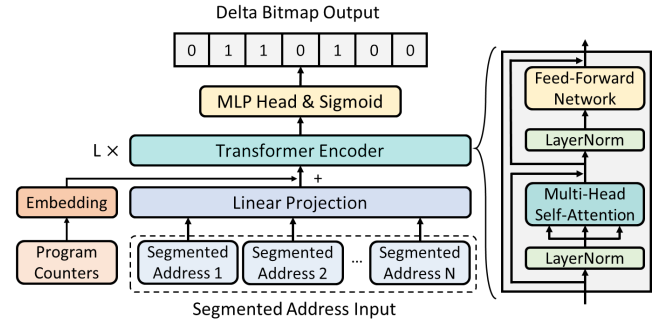 Delta Bitmap Output
0 1 1 0 1 0 0
MLP Head & Sigmoid
L ×
Transformer Encoder
+
Embedding
Linear Projection
Program
Counters
Segmented
Address 1
Segmented
Address 2
...
Segmented
Address N
Segmented Address Input
Feed-Forward
Network
LayerNorm
Multi-Head
Self-Attention
LayerNorm